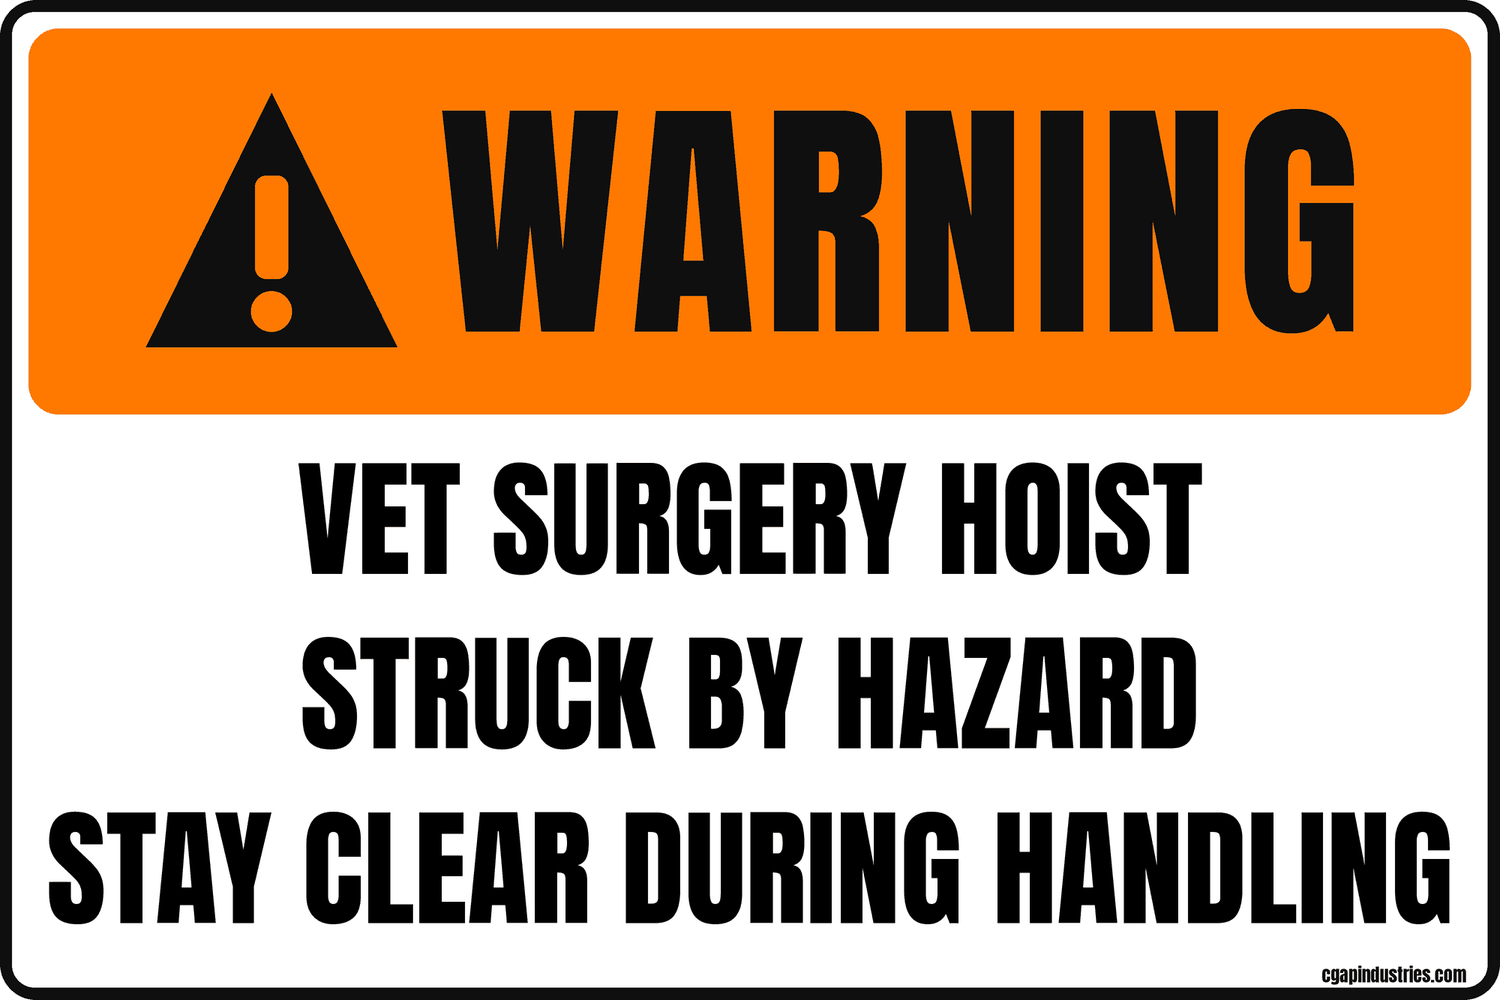 WARNING
VET SURGERY HOIST
STRUCK BY HAZARD
STAY CLEAR DURING HANDLING
cgapindustries.com